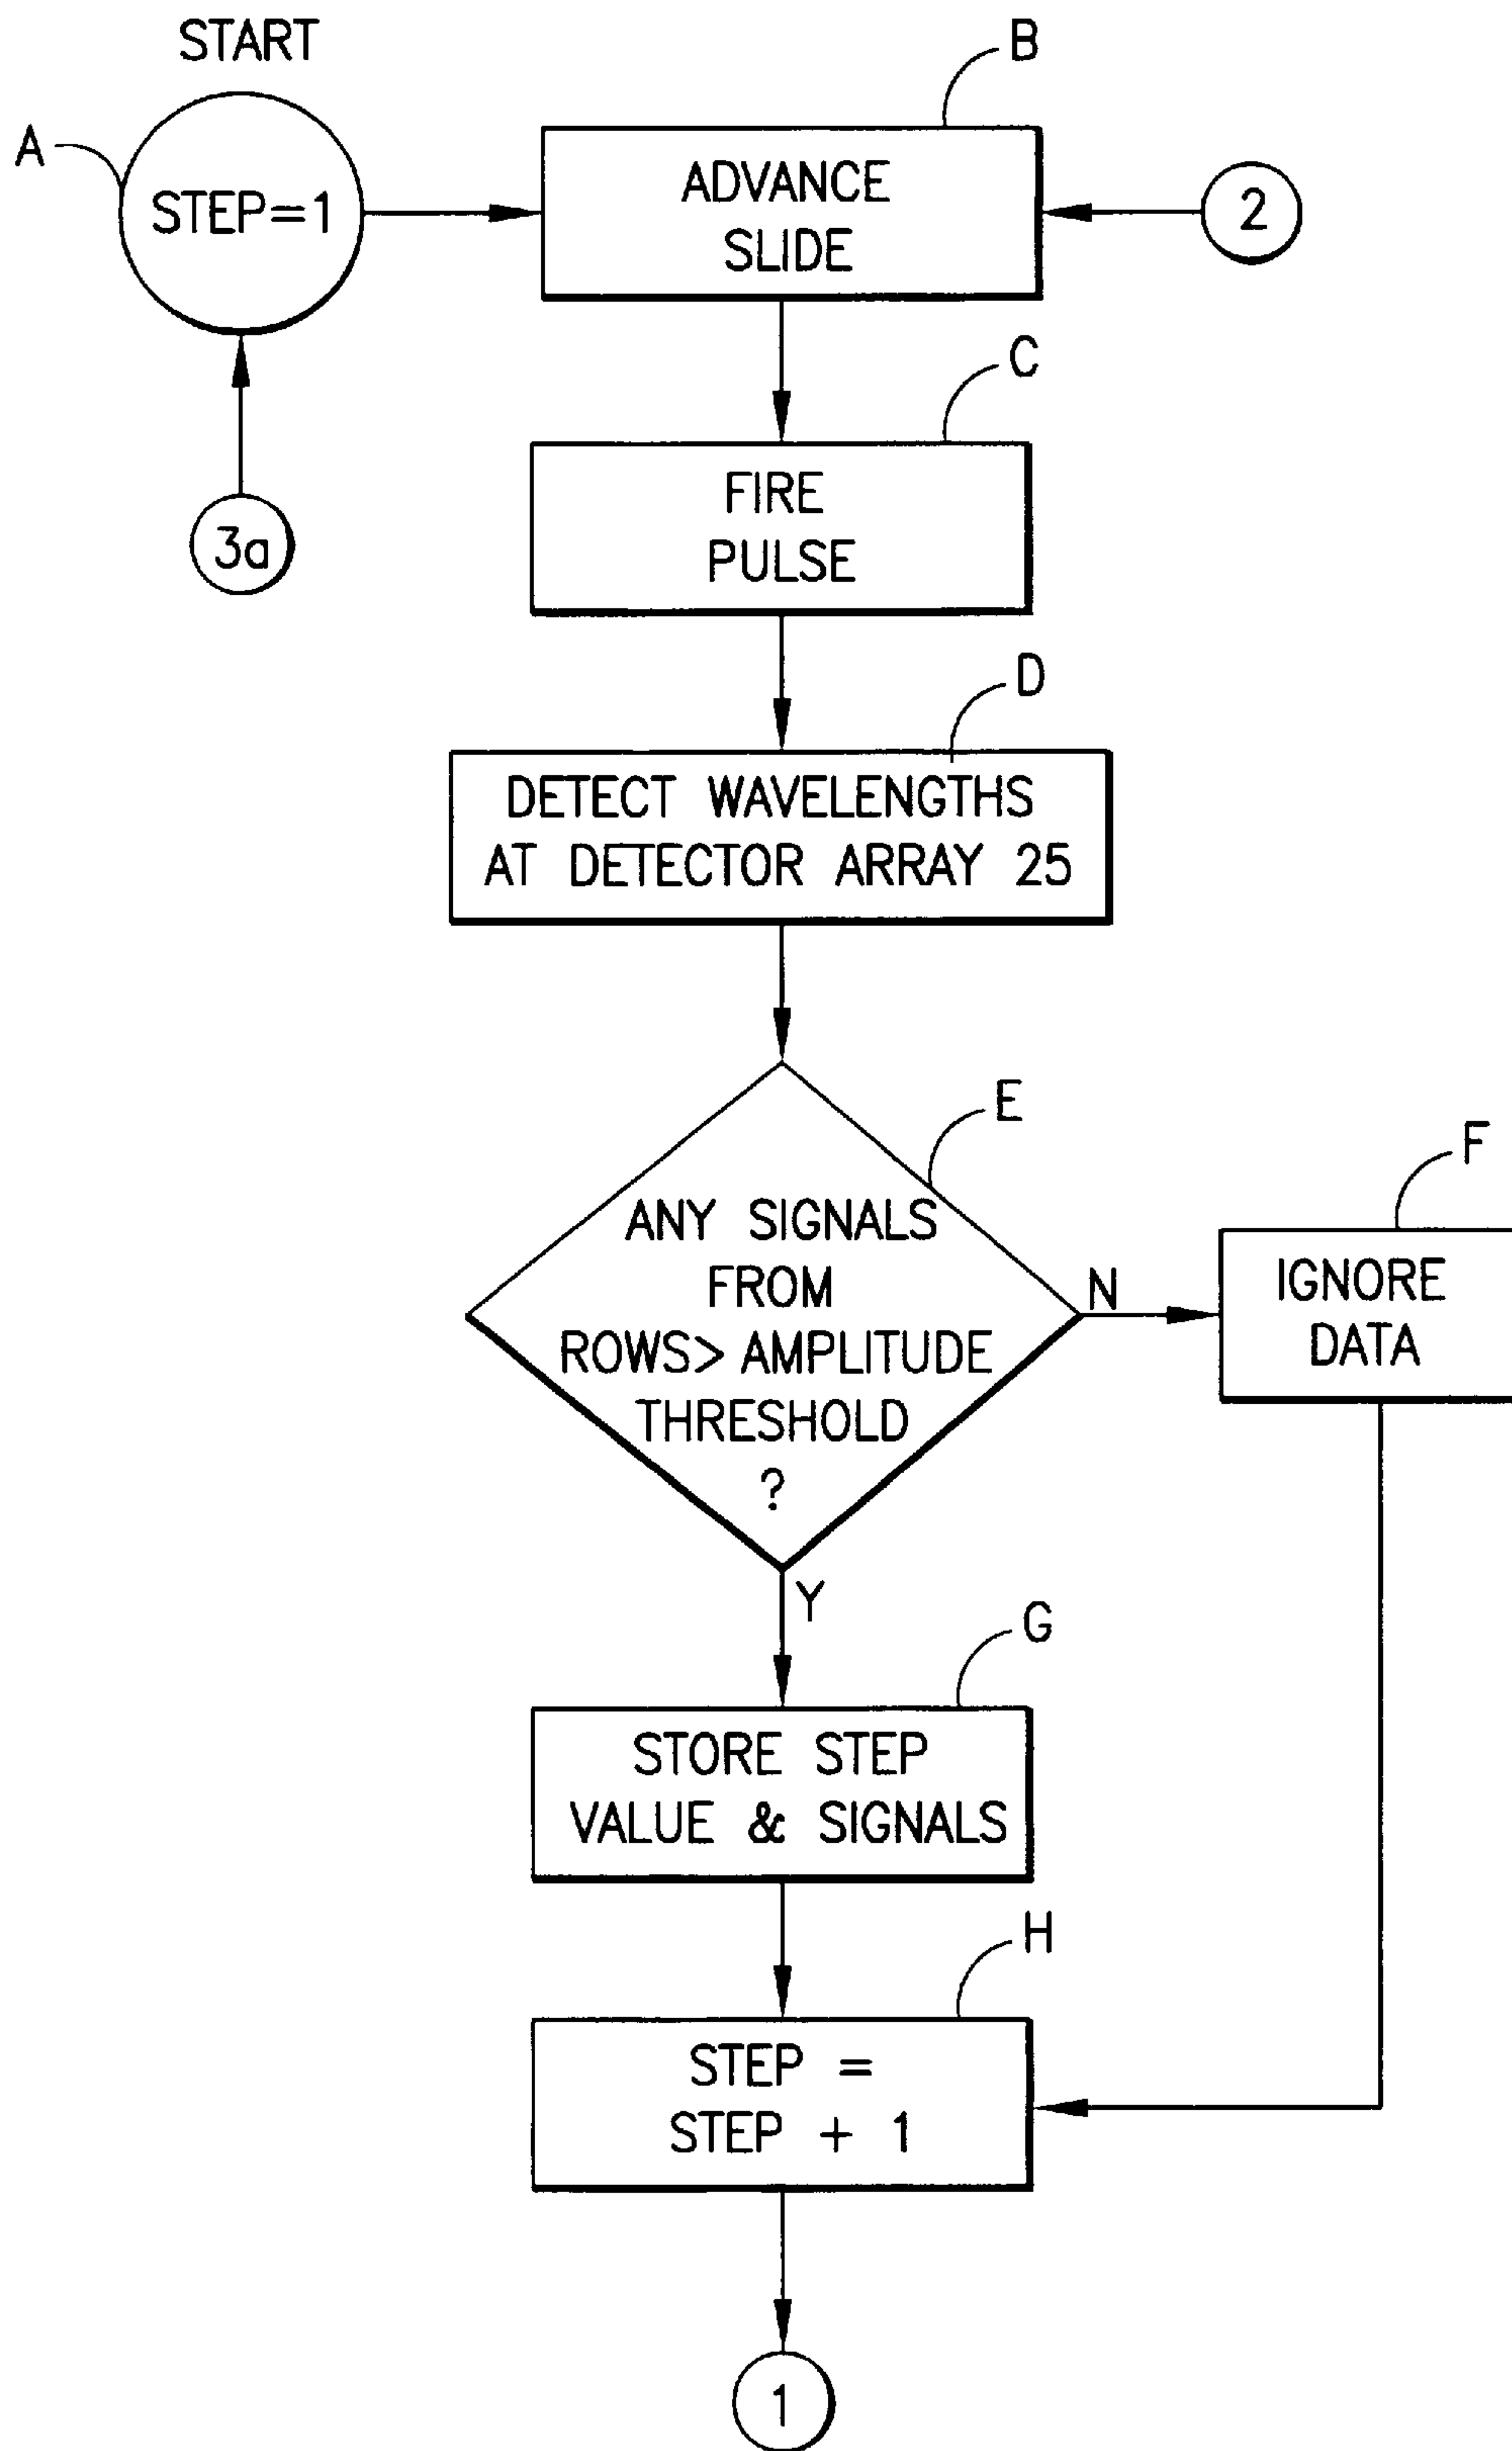 START
B
A
STEP=1
ADVANCE
SLIDE
2
C
3a
FIRE
PULSE
D
DETECT WAVELENGTHS
AT DETECTOR ARRAY 25
E
ANY SIGNALS
FROM
ROWS> AMPLITUDE
THRESHOLD
?
N
F
IGNORE
DATA
Y
G
STORE STEP
VALUE & SIGNALS
H
STEP =
STEP + 1
1